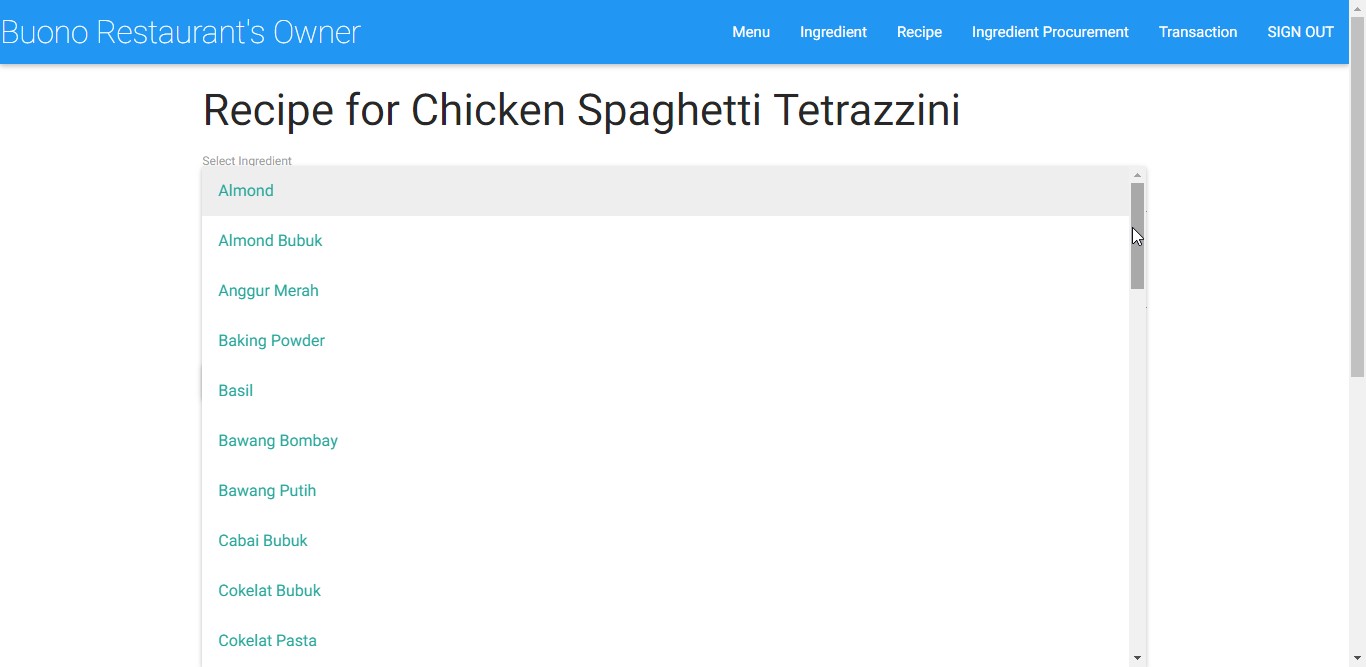 Buono Restaurant's Owner Menu Ingredient Recipe Ingredient Procurement Transaction SIGN OUT
Recipe for Chicken Spaghetti Tetrazzini
Select Ingredient
Almond
Almond Bubuk
Anggur Merah
Baking Powder
Basil
Bawang Bombay
Bawang Putih
Cabai Bubuk
Cokelat Bubuk
Cokelat Pasta